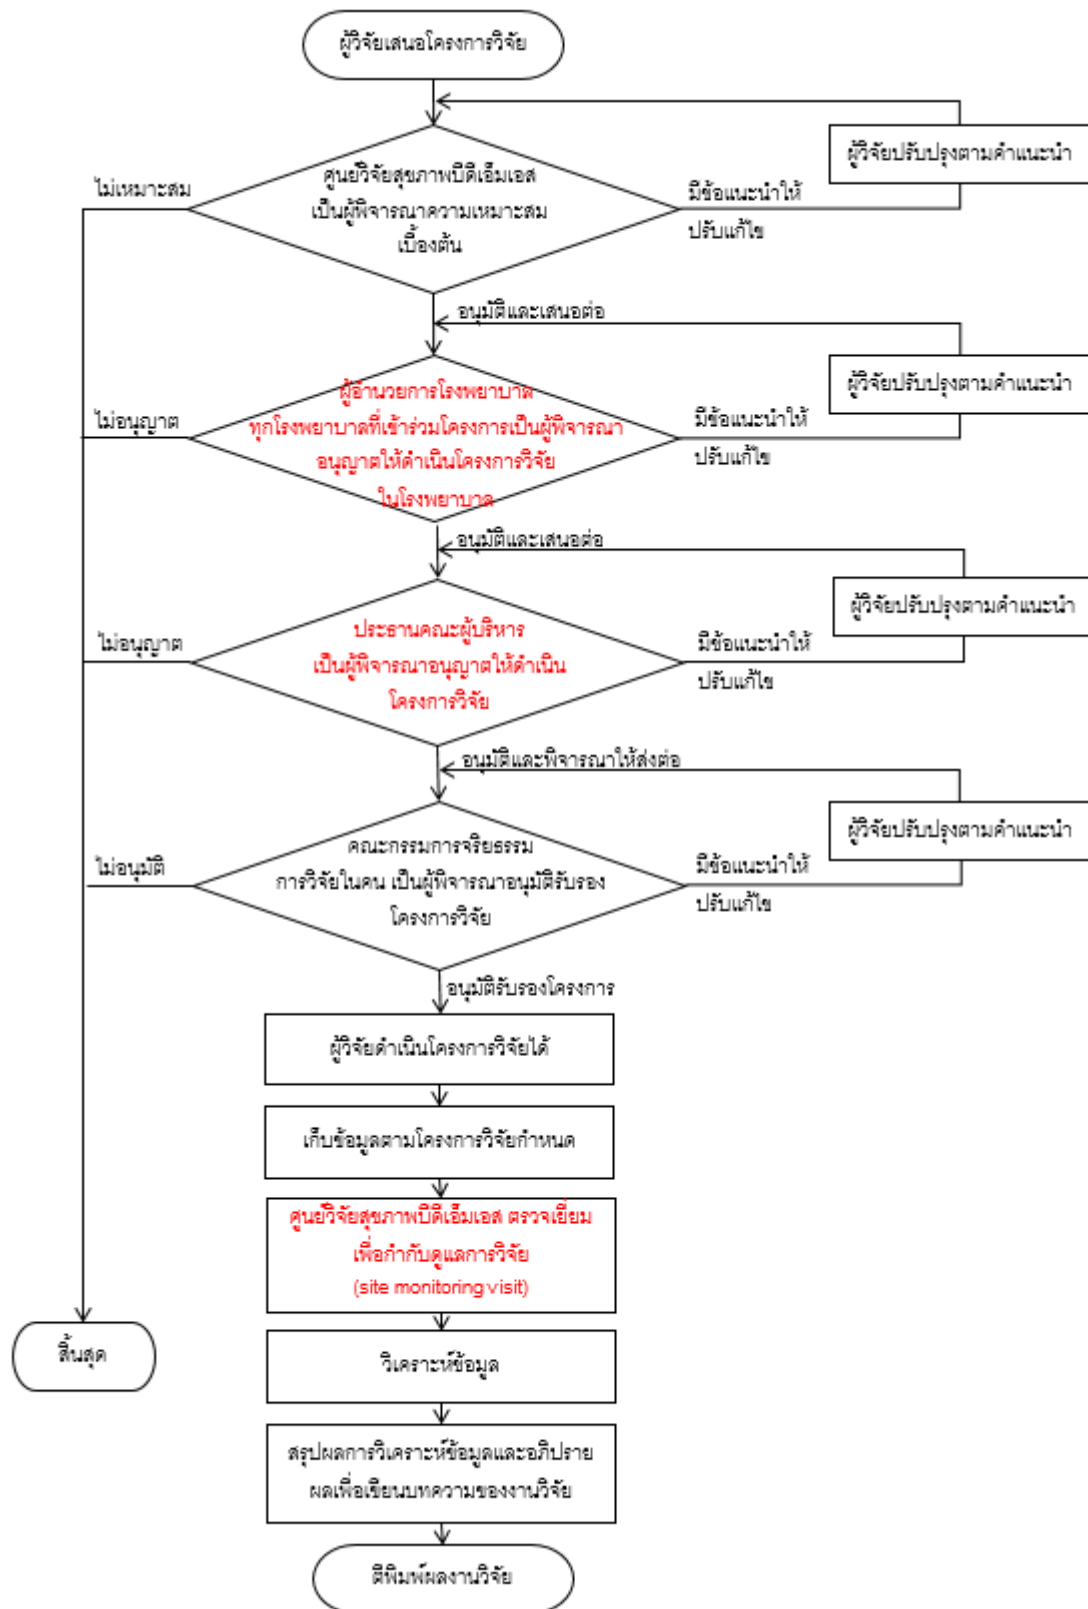 ผู้วิจัยเสนอโครงการวิจัย
ผู้วิจัยปรับปรุงตามคำแนะนำ
ศูนย์วิจัยสุขภาพบีดีเอ็มเอส
เป็นผู้พิจารณาความเหมาะสม
เบื้องต้น
ไม่เหมาะสม
มีข้อแนะนำให้
ปรับแก้ไข
อนุมัติและเสนอต่อ
ผู้วิจัยปรับปรุงตามคำแนะนำ
ผู้อำนวยการโรงพยาบาล
ทุกโรงพยาบาลที่เข้าร่วมโครงการเป็นผู้พิจารณา
อนุญาตให้ดำเนินโครงการวิจัย
ในโรงพยาบาล
ไม่อนุญาต
มีข้อแนะนำให้
ปรับแก้ไข
อนุมัติและเสนอต่อ
ผู้วิจัยปรับปรุงตามคำแนะนำ
ประธานคณะผู้บริหาร
เป็นผู้พิจารณาอนุญาตให้ดำเนิน
โครงการวิจัย
ไม่อนุญาต
มีข้อแนะนำให้
ปรับแก้ไข
อนุมัติและพิจารณาให้ส่งต่อ
ผู้วิจัยปรับปรุงตามคำแนะนำ
คณะกรรมการจริยธรรม
การวิจัยในคน เป็นผู้พิจารณาอนุมัติรับรอง
โครงการวิจัย
ไม่อนุมัติ
มีข้อแนะนำให้
ปรับแก้ไข
อนุมัติรับรองโครงการ
ผู้วิจัยดำเนินโครงการวิจัยได้
เก็บข้อมูลตามโครงการวิจัยกำหนด
ศูนย์วิจัยสุขภาพบีดีเอ็มเอส ตรวจเยี่ยม
เพื่อกำกับดูแลการวิจัย
(site monitoring visit)
สิ้นสุด
วิเคราะห์ข้อมูล
สรุปผลการวิเคราะห์ข้อมูลและอภิปราย
ผลเพื่อเขียนบทความของงานวิจัย
ตีพิมพ์ผลงานวิจัย